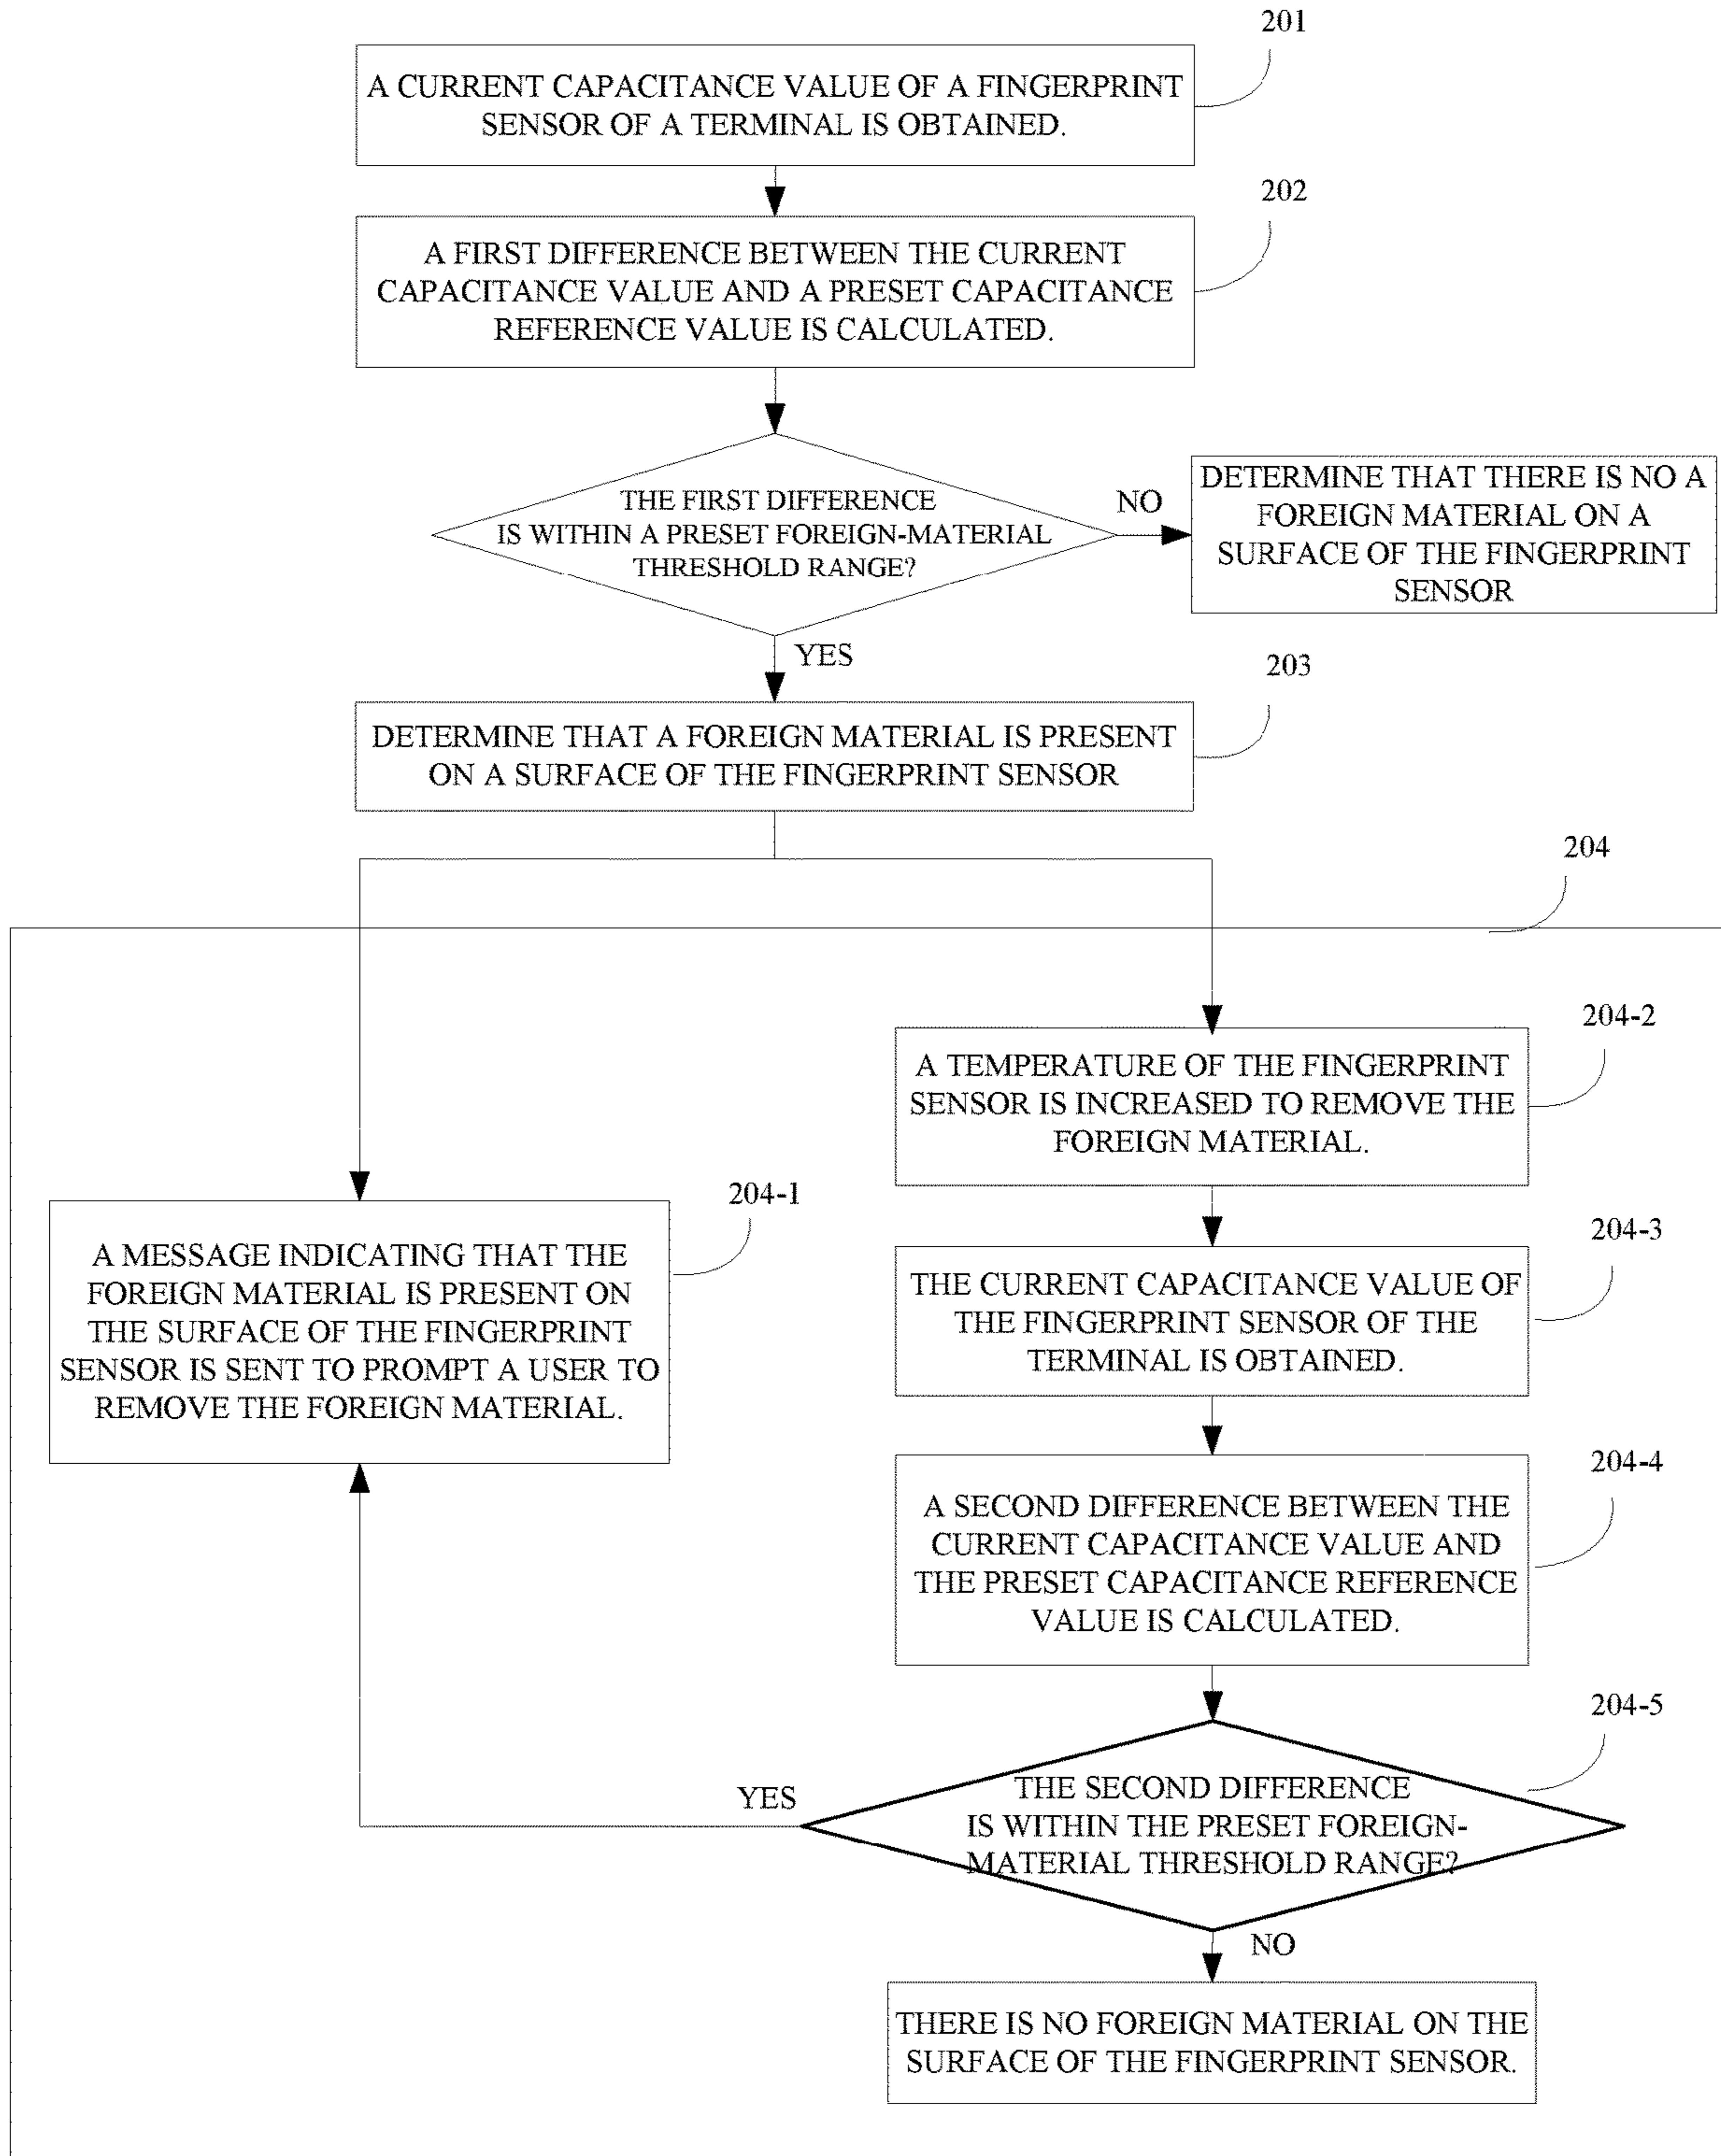 201
A CURRENT CAPACITANCE VALUE OF A FINGERPRINT
SENSOR OF A TERMINAL IS OBTAINED.
202
A FIRST DIFFERENCE BETWEEN THE CURRENT
CAPACITANCE VALUE AND A PRESET CAPACITANCE
REFERENCE VALUE IS CALCULATED.
THE FIRST DIFFERENCE
IS WITHIN A PRESET FOREIGN-MATERIAL
THRESHOLD RANGE?
NO
DETERMINE THAT THERE IS NO A
FOREIGN MATERIAL ON A
SURFACE OF THE FINGERPRINT
SENSOR
YES
203
DETERMINE THAT A FOREIGN MATERIAL IS PRESENT
ON A SURFACE OF THE FINGERPRINT SENSOR
204
204-2
A TEMPERATURE OF THE FINGERPRINT
SENSOR IS INCREASED TO REMOVE THE
FOREIGN MATERIAL.
204-1
A MESSAGE INDICATING THAT THE
FOREIGN MATERIAL IS PRESENT ON
THE SURFACE OF THE FINGERPRINT
SENSOR IS SENT TO PROMPT A USER TO
REMOVE THE FOREIGN MATERIAL.
204-3
THE CURRENT CAPACITANCE VALUE OF
THE FINGERPRINT SENSOR OF THE
TERMINAL IS OBTAINED.
204-4
A SECOND DIFFERENCE BETWEEN THE
CURRENT CAPACITANCE VALUE AND
THE PRESET CAPACITANCE REFERENCE
VALUE IS CALCULATED.
204-5
YES
THE SECOND DIFFERENCE
IS WITHIN THE PRESET FOREIGN-
MATERIAL THRESHOLD RANGE?
NO
THERE IS NO FOREIGN MATERIAL ON THE
SURFACE OF THE FINGERPRINT SENSOR.